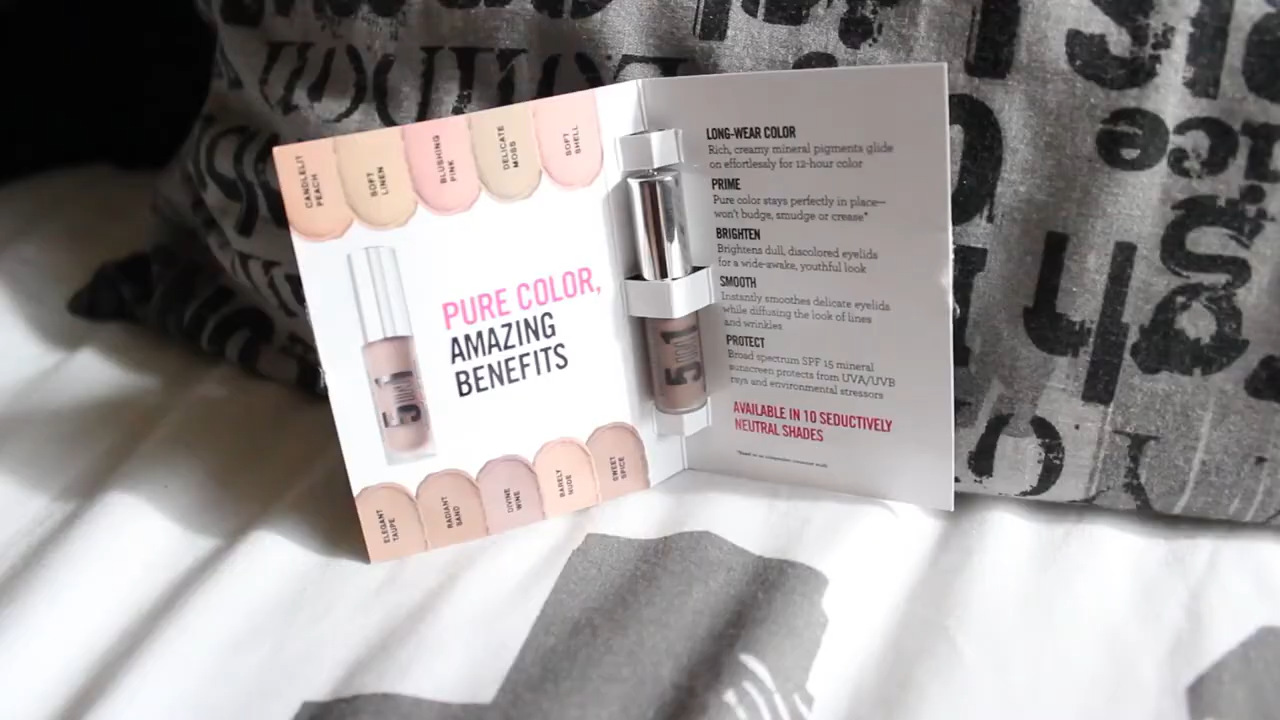 CANDLELIT
PEACH
SOFT
LINEN
BLUSHING
PINK
DELICATE
MOSS
SOFT
SHELL
PURE COLOR,
AMAZING
BENEFITS
5 IN 1
ELEGANT
TAUPE
RADIANT
SAND
DIVINE
WINE
BARELY
NUDE
SWEET
SPICE
5 IN 1
LONG-WEAR COLOR
Rich, creamy mineral pigments glide
on effortlessly for 12-hour color
PRIME
Pure color stays perfectly in place—
won't budge, smudge or crease*
BRIGHTEN
Brightens dull, discolored eyelids
for a wide-awake, youthful look
SMOOTH
Instantly smoothes delicate eyelids
while diffusing the look of lines
and wrinkles
PROTECT
Broad spectrum SPF 15 mineral
sunscreen protects from UVA/UVB
rays and environmental stressors
AVAILABLE IN 10 SEDUCTIVELY
NEUTRAL SHADES